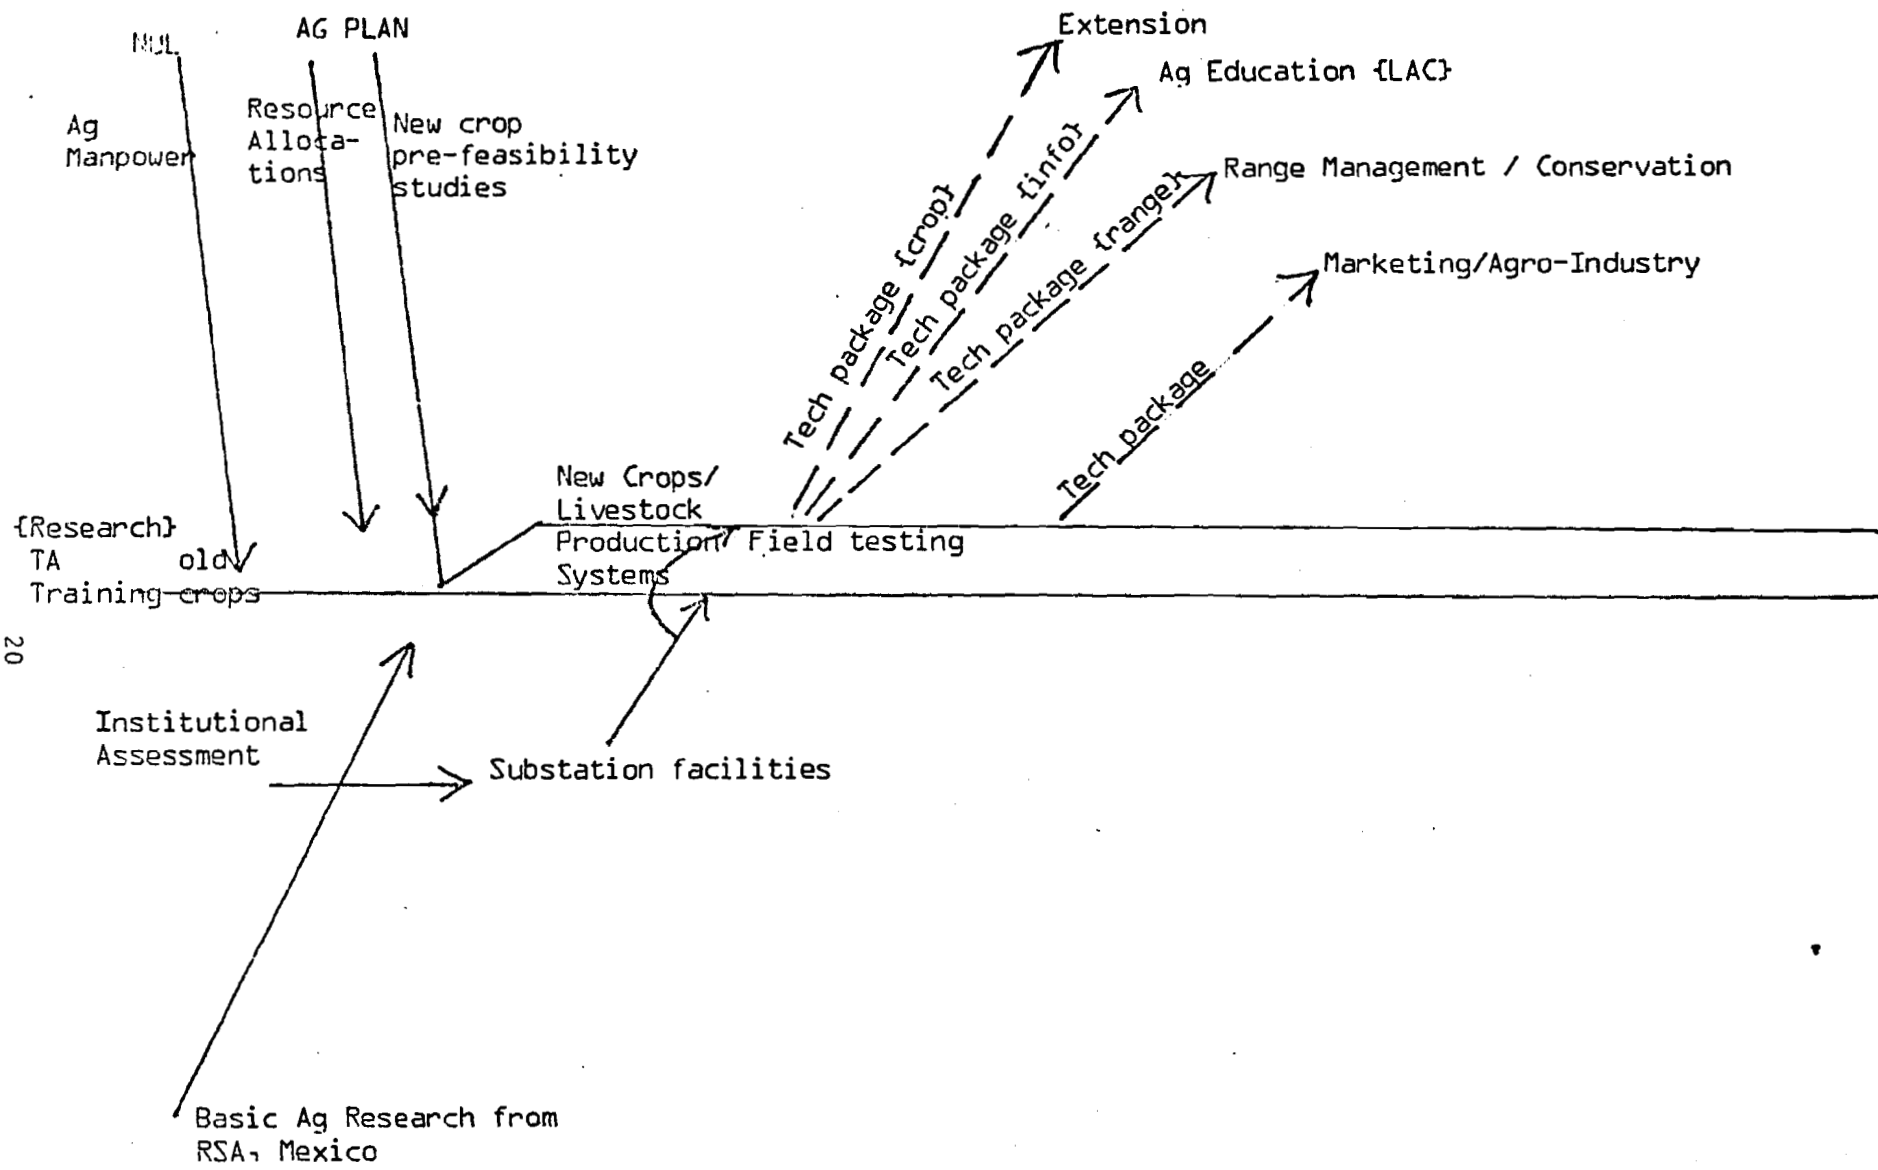 NUL
AG PLAN
Extension
Ag Education {LAC}
Ag
Manpower
Resource
Alloca-
tions
New crop
pre-feasibility
studies
Range Management / Conservation
Marketing/Agro-Industry
Tech package {crop}
Tech package {info}
Tech package {range}
Tech package
New Crops/
Livestock
Production/ Field testing
Systems
{Research}
TA old
Training crops
20
Institutional
Assessment
Substation facilities
Basic Ag Research from
RSA, Mexico